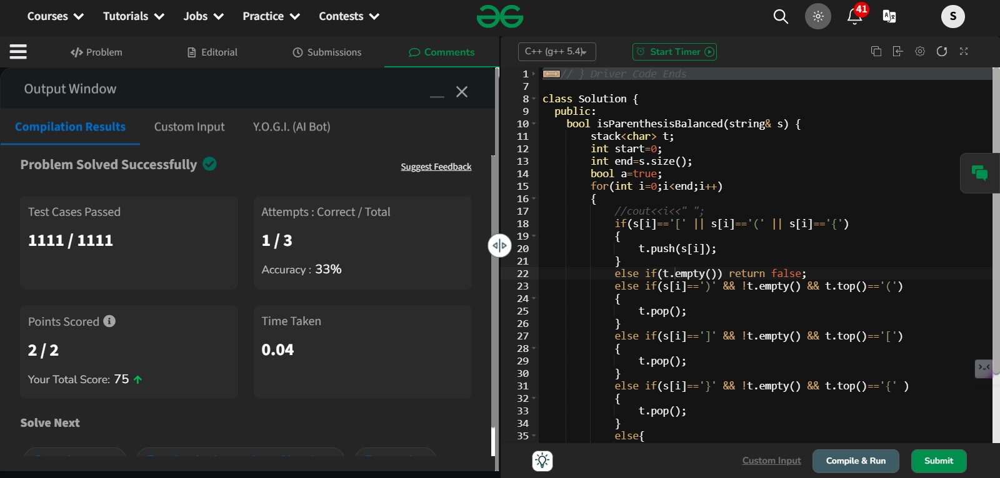 Courses Tutorials Jobs Practice Contests 41 S
Problem Editorial Submissions Comments
Output Window
Compilation Results Custom Input Y.O.G.I. (AI Bot)
Problem Solved Successfully
Suggest Feedback
Test Cases Passed
1111 / 1111
Attempts : Correct / Total
1 / 3
Accuracy : 33%
Points Scored
2 / 2
Your Total Score: 75
Time Taken
0.04
Solve Next
C++ (g++ 5.4) Start Timer
1 // } Driver Code Ends
7
8 class Solution {
9 public:
10 bool isParenthesisBalanced(string& s) {
11 stack<char> t;
12 int start=0;
13 int end=s.size();
14 bool a=true;
15 for(int i=0;i<end;i++)
16 {
17 //cout<<i<<" ";
18 if(s[i]=='[' || s[i]=='(' || s[i]=='{')
19 {
20 t.push(s[i]);
21 }
22 else if(t.empty()) return false;
23 else if(s[i]==')' && !t.empty() && t.top()=='(')
24 {
25 t.pop();
26 }
27 else if(s[i]==']' && !t.empty() && t.top()=='[')
28 {
29 t.pop();
30 }
31 else if(s[i]=='}' && !t.empty() && t.top()=='{' )
32 {
33 t.pop();
34 }
35 else{
Custom Input Compile & Run Submit